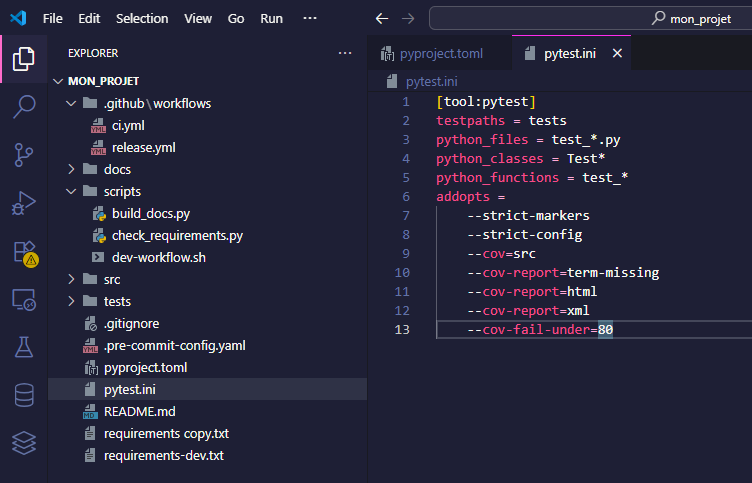 File Edit Selection View Go Run ···
mon_projet
EXPLORER
MON_PROJET
.github\workflows
ci.yml
release.yml
docs
scripts
build_docs.py
check_requirements.py
dev-workflow.sh
src
tests
.gitignore
.pre-commit-config.yaml
pyproject.toml
pytest.ini
README.md
requirements copy.txt
requirements-dev.txt
pyproject.toml pytest.ini
pytest.ini
1 [tool:pytest]
2 testpaths = tests
3 python_files = test_*.py
4 python_classes = Test*
5 python_functions = test_*
6 addopts =
7 --strict-markers
8 --strict-config
9 --cov=src
10 --cov-report=term-missing
11 --cov-report=html
12 --cov-report=xml
13 --cov-fail-under=80